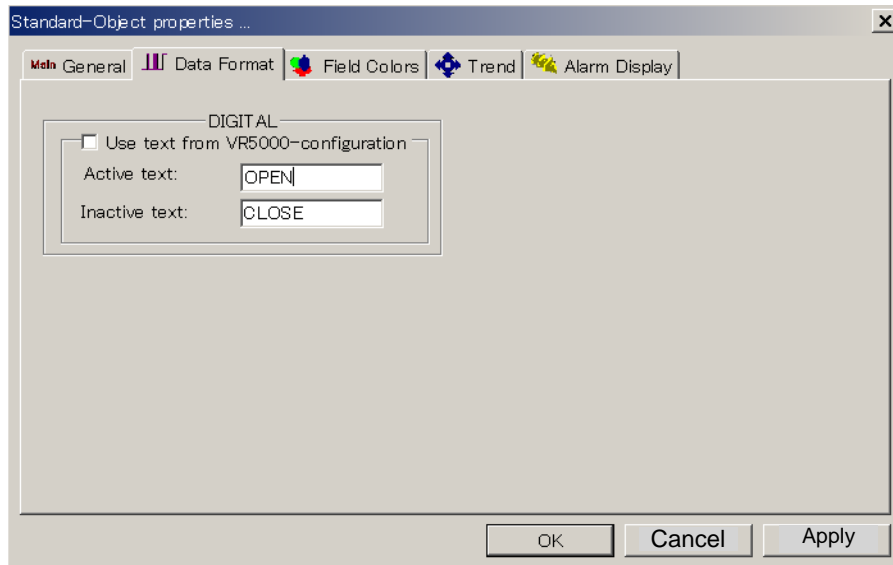 Standard-Object properties ...
Main General Data Format Field Colors Trend Alarm Display
DIGITAL
Use text from VR5000-configuration
Active text: OPEN
Inactive text: CLOSE
OK Cancel Apply